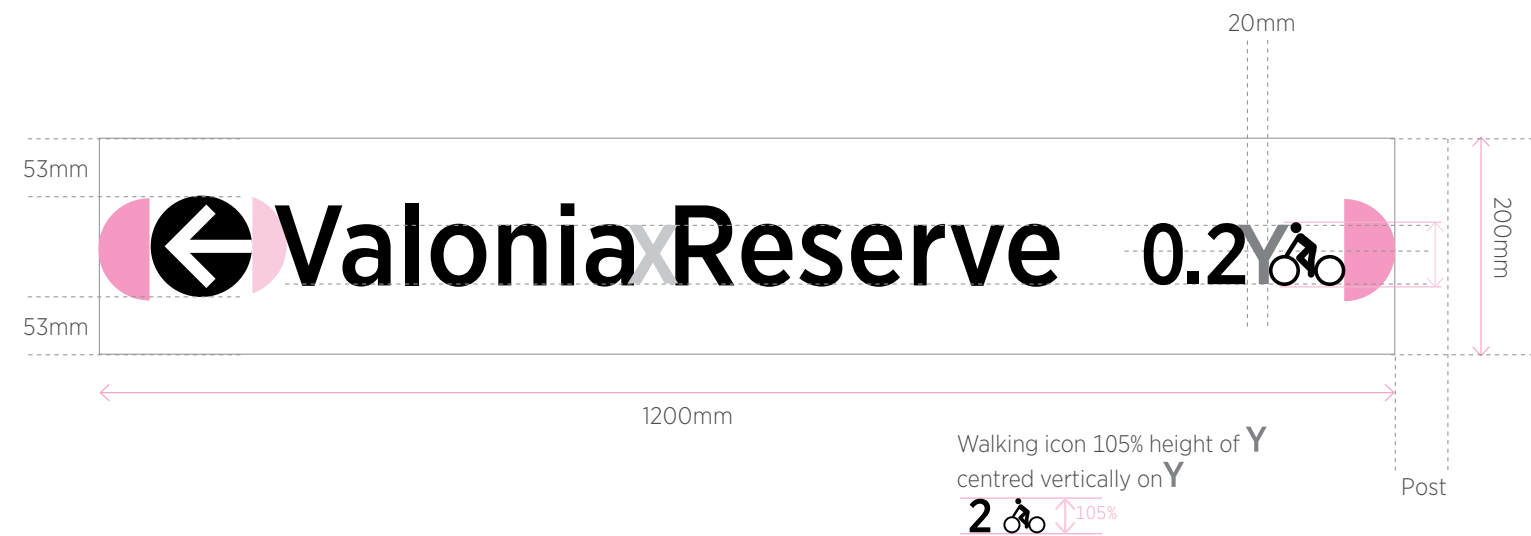 20mm
53mm
Valonia X Reserve 0.2 Y
200mm
53mm
1200mm
Walking icon 105% height of Y
centred vertically on Y
Post
2 105%